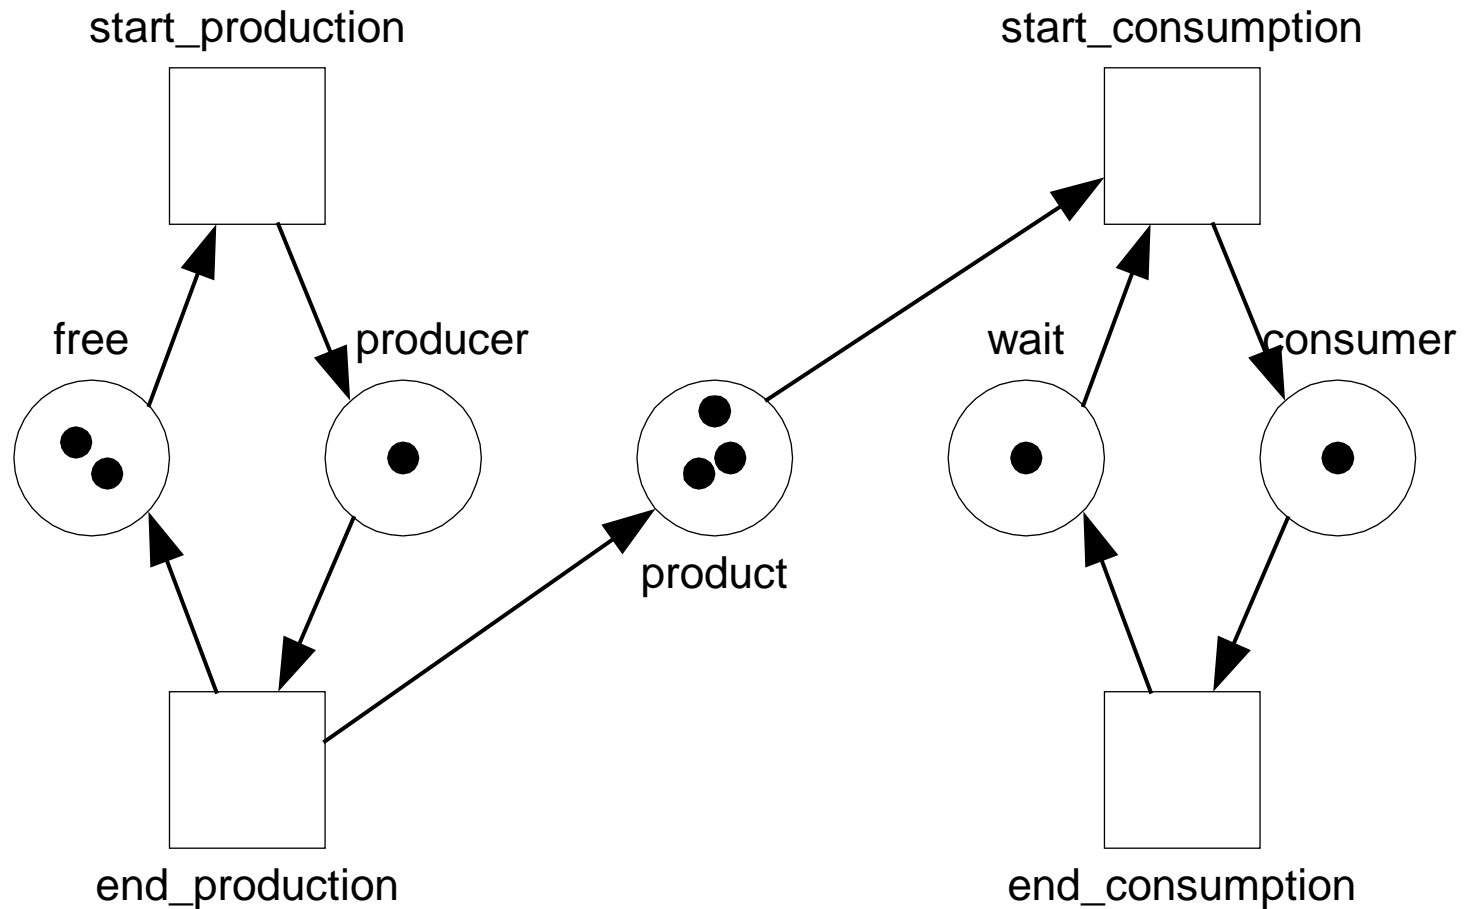 start_production
start_consumption
free
producer
wait
consumer
product
end_production
end_consumption